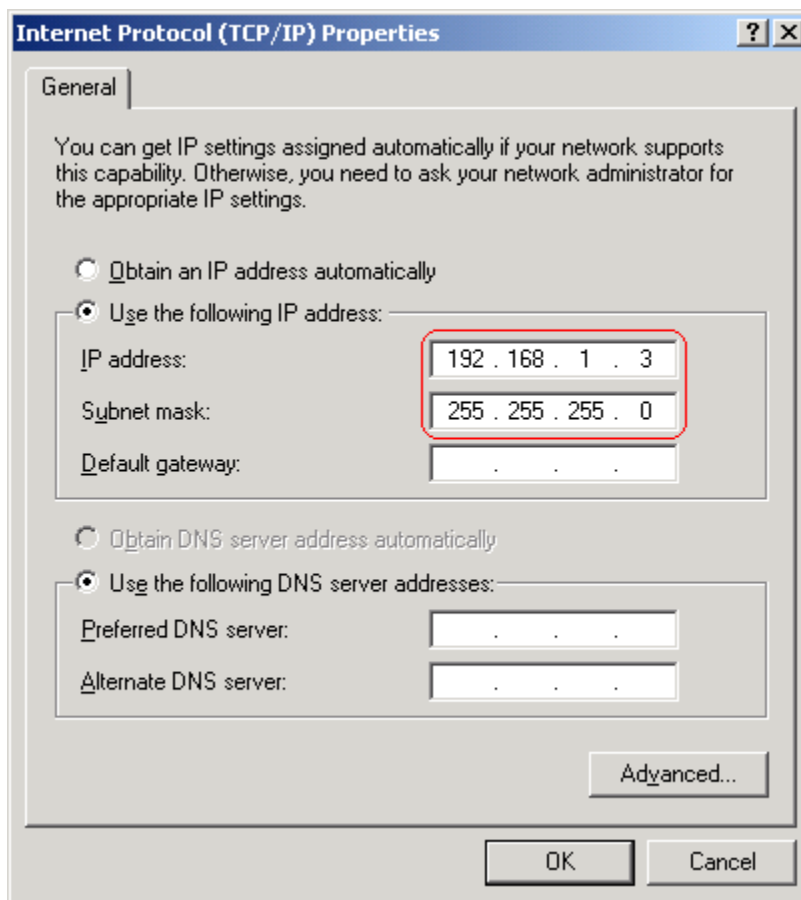 Internet Protocol (TCP/IP) Properties
General
You can get IP settings assigned automatically if your network supports
this capability. Otherwise, you need to ask your network administrator for
the appropriate IP settings.
Obtain an IP address automatically
Use the following IP address:
IP address: 192 . 168 . 1 . 3
Subnet mask: 255 . 255 . 255 . 0
Default gateway: . . .
Obtain DNS server address automatically
Use the following DNS server addresses:
Preferred DNS server: . . .
Alternate DNS server: . . .
Advanced...
OK Cancel